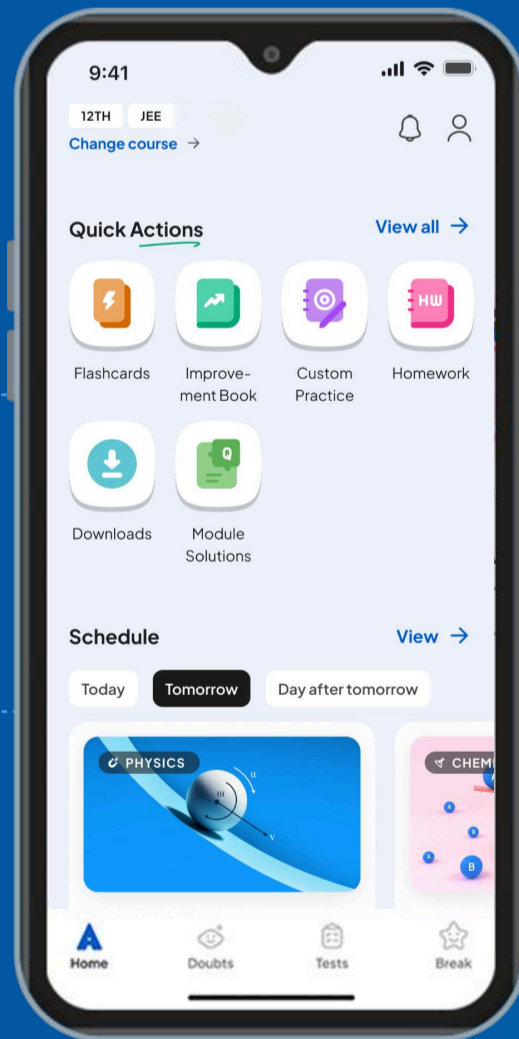 9:41
12TH JEE
Change course →
Quick Actions
View all →
Flashcards
Improve-
ment Book
Custom
Practice
HW
Homework
Downloads
Q
Module
Solutions
Schedule
View →
Today
Tomorrow
Day after tomorrow
PHYSICS
α
ω
v
CHEMI
A
B
A
B
A
B
Home
Doubts
Tests
Break